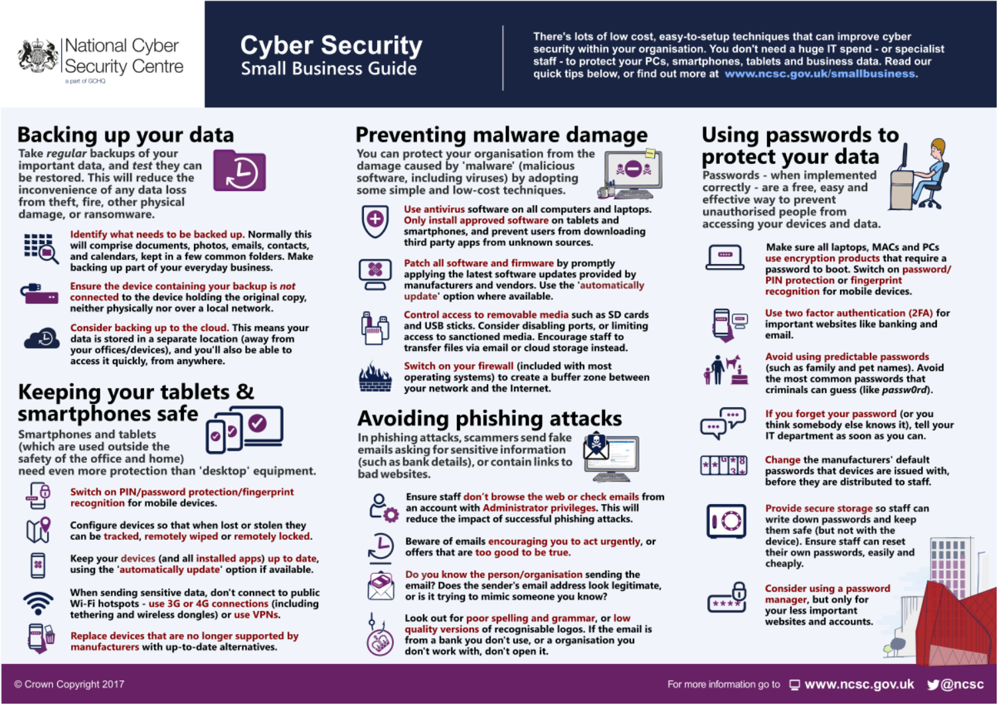 National Cyber
Security Centre
a part of GCHQ
Cyber Security
Small Business Guide
There's lots of low cost, easy-to-setup techniques that can improve cyber
security within your organisation. You don't need a huge IT spend - or specialist
staff - to protect your PCs, smartphones, tablets and business data. Read our
quick tips below, or find out more at www.ncsc.gov.uk/smallbusiness.
Backing up your data
Take regular backups of your
important data, and test they can
be restored. This will reduce the
inconvenience of any data loss
from theft, fire, other physical
damage, or ransomware.
Identify what needs to be backed up. Normally this
will comprise documents, photos, emails, contacts,
and calendars, kept in a few common folders. Make
backing up part of your everyday business.
Ensure the device containing your backup is not
connected to the device holding the original copy,
neither physically nor over a local network.
Consider backing up to the cloud. This means your
data is stored in a separate location (away from
your offices/devices), and you'll also be able to
access it quickly, from anywhere.
Keeping your tablets &
smartphones safe
Smartphones and tablets
(which are used outside the
safety of the office and home)
need even more protection than 'desktop' equipment.
Switch on PIN/password protection/fingerprint
recognition for mobile devices.
Configure devices so that when lost or stolen they
can be tracked, remotely wiped or remotely locked.
Keep your devices (and all installed apps) up to date,
using the 'automatically update' option if available.
When sending sensitive data, don't connect to public
Wi-Fi hotspots - use 3G or 4G connections (including
tethering and wireless dongles) or use VPNs.
Replace devices that are no longer supported by
manufacturers with up-to-date alternatives.
Preventing malware damage
You can protect your organisation from the
damage caused by 'malware' (malicious
software, including viruses) by adopting
some simple and low-cost techniques.
Use antivirus software on all computers and laptops.
Only install approved software on tablets and
smartphones, and prevent users from downloading
third party apps from unknown sources.
Patch all software and firmware by promptly
applying the latest software updates provided by
manufacturers and vendors. Use the 'automatically
update' option where available.
Control access to removable media such as SD cards
and USB sticks. Consider disabling ports, or limiting
access to sanctioned media. Encourage staff to
transfer files via email or cloud storage instead.
Switch on your firewall (included with most
operating systems) to create a buffer zone between
your network and the Internet.
Avoiding phishing attacks
In phishing attacks, scammers send fake
emails asking for sensitive information
(such as bank details), or contain links to
bad websites.
Ensure staff don't browse the web or check emails from
an account with Administrator privileges. This will
reduce the impact of successful phishing attacks.
Beware of emails encouraging you to act urgently, or
offers that are too good to be true.
Do you know the person/organisation sending the
email? Does the sender's email address look legitimate,
or is it trying to mimic someone you know?
Look out for poor spelling and grammar, or low
quality versions of recognisable logos. If the email is
from a bank you don't use, or a organisation you
don't work with, don't open it.
Using passwords to
protect your data
Passwords - when implemented
correctly - are a free, easy and
effective way to prevent
unauthorised people from
accessing your devices and data.
Make sure all laptops, MACs and PCs
use encryption products that require a
password to boot. Switch on password/
PIN protection or fingerprint
recognition for mobile devices.
Use two factor authentication (2FA) for
important websites like banking and
email.
Avoid using predictable passwords
(such as family and pet names). Avoid
the most common passwords that
criminals can guess (like passw0rd).
If you forget your password (or you
think somebody else knows it), tell your
IT department as soon as you can.
Change the manufacturers' default
passwords that devices are issued with,
before they are distributed to staff.
Provide secure storage so staff can
write down passwords and keep
them safe (but not with the
device). Ensure staff can reset
their own passwords, easily and
cheaply.
Consider using a password
manager, but only for
your less important
websites and accounts.
© Crown Copyright 2017
For more information go to www.ncsc.gov.uk @ncsc